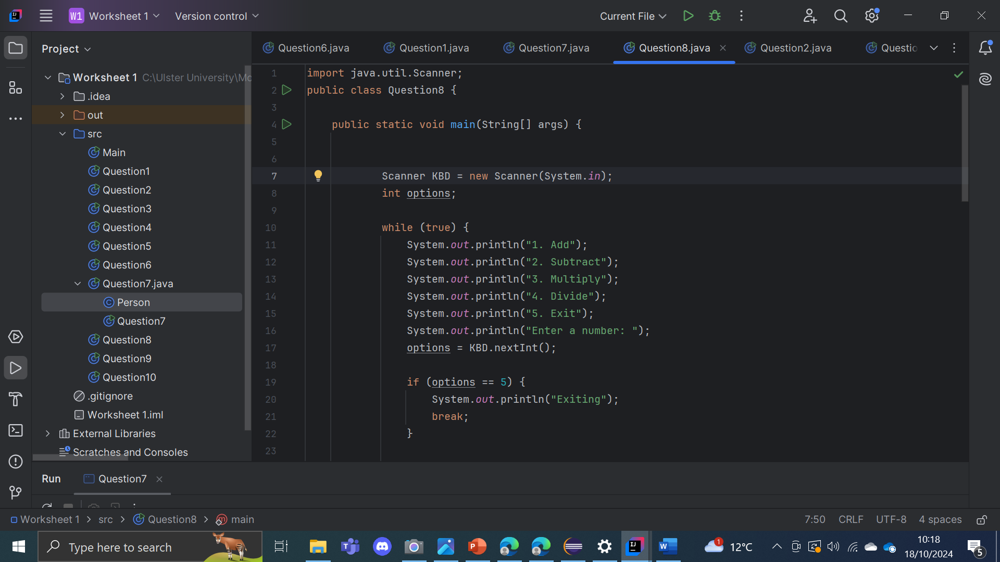 W1 Worksheet 1 Version control Current File
Project
Question6.java Question1.java Question7.java Question8.java Question2.java Questio
Worksheet 1 C:\Ulster University\Mo
.idea
out
src
Main
Question1
Question2
Question3
Question4
Question5
Question6
Question7.java
Person
Question7
Question8
Question9
Question10
.gitignore
Worksheet 1.iml
External Libraries
Scratches and Consoles
1 import java.util.Scanner;
2 public class Question8 {
3
4 public static void main(String[] args) {
5
6
7 Scanner KBD = new Scanner(System.in);
8 int options;
9
10 while (true) {
11 System.out.println("1. Add");
12 System.out.println("2. Subtract");
13 System.out.println("3. Multiply");
14 System.out.println("4. Divide");
15 System.out.println("5. Exit");
16 System.out.println("Enter a number: ");
17 options = KBD.nextInt();
18
19 if (options == 5) {
20 System.out.println("Exiting");
21 break;
22 }
23
Run Question7
Worksheet 1 > src > Question8 > main
7:50 CRLF UTF-8 4 spaces
Type here to search
1 12°C
10:18
18/10/2024
5